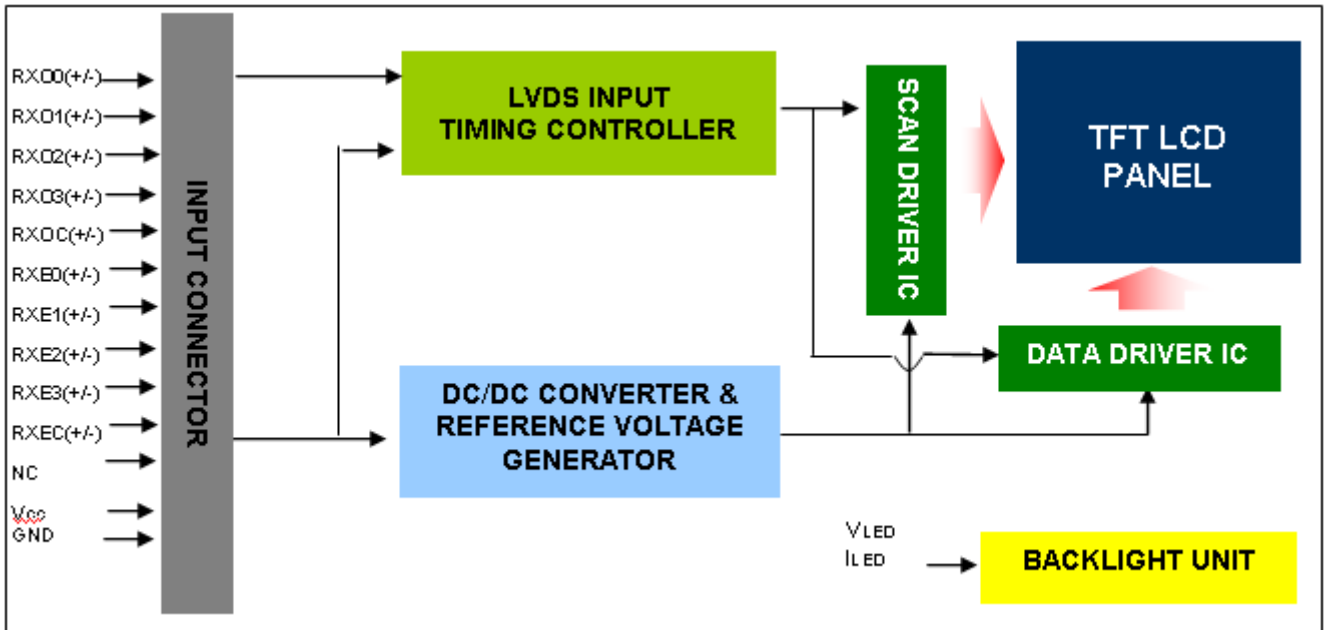 RXO0(+/-)
RXO1(+/-)
RXO2(+/-)
RXO3(+/-)
RXOC(+/-)
RXE0(+/-)
RXE1(+/-)
RXE2(+/-)
RXE3(+/-)
RXEC(+/-)
NC
Vcc
GND
INPUT CONNECTOR
LVDS INPUT
TIMING CONTROLLER
DC/DC CONVERTER &
REFERENCE VOLTAGE
GENERATOR
SCAN DRIVER IC
TFT LCD
PANEL
DATA DRIVER IC
VLED
ILED
BACKLIGHT UNIT